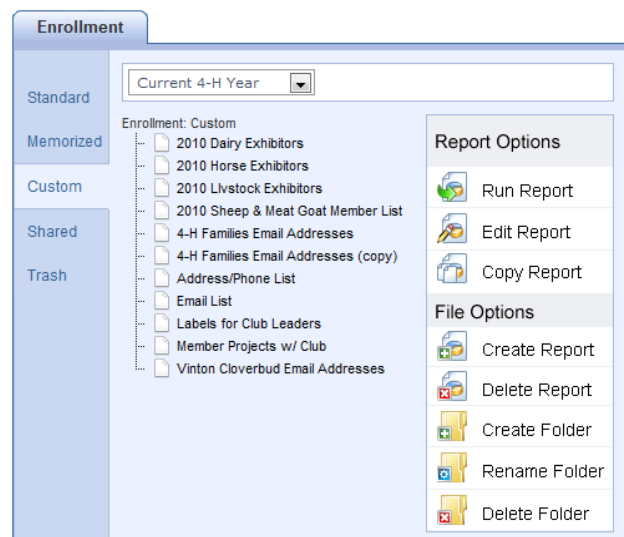 Enrollment
Standard
Memorized
Custom
Shared
Trash
Current 4-H Year
Enrollment: Custom
2010 Dairy Exhibitors
2010 Horse Exhibitors
2010 LIvstock Exhibitors
2010 Sheep & Meat Goat Member List
4-H Families Email Addresses
4-H Families Email Addresses (copy)
Address/Phone List
Email List
Labels for Club Leaders
Member Projects w/ Club
Vinton Cloverbud Email Addresses
Report Options
Run Report
Edit Report
Copy Report
File Options
Create Report
Delete Report
Create Folder
Rename Folder
Delete Folder